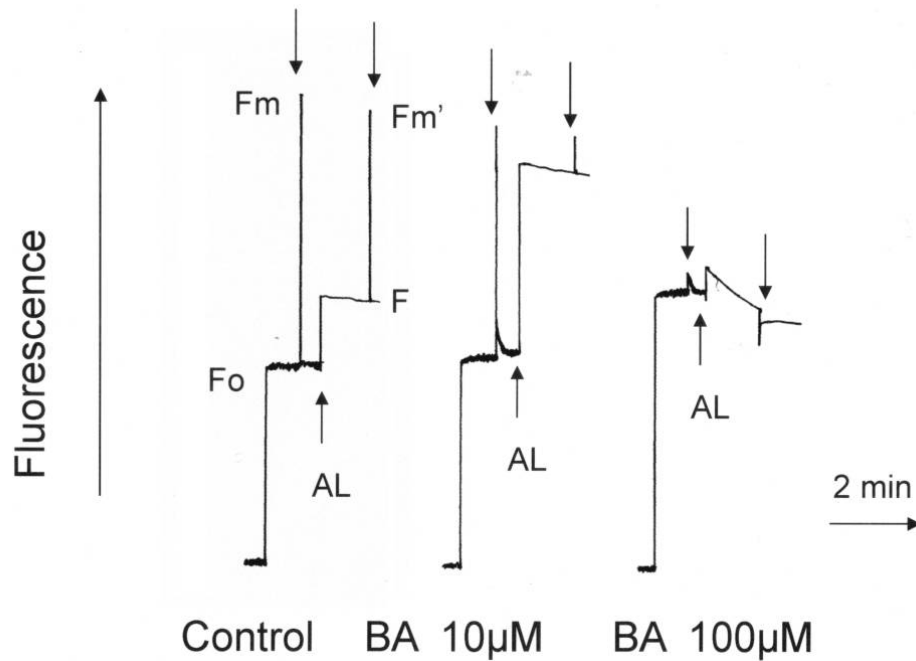 Fluorescence
Fm
Fm’
F
Fo
AL
AL
AL
2 min
Control
BA 10µM
BA 100µM